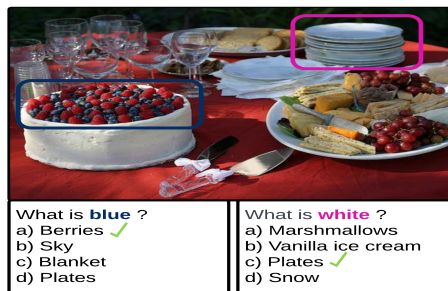 What is blue ?
a) Berries
b) Sky
c) Blanket
d) Plates
What is white ?
a) Marshmallows
b) Vanilla ice cream
c) Plates
d) Snow